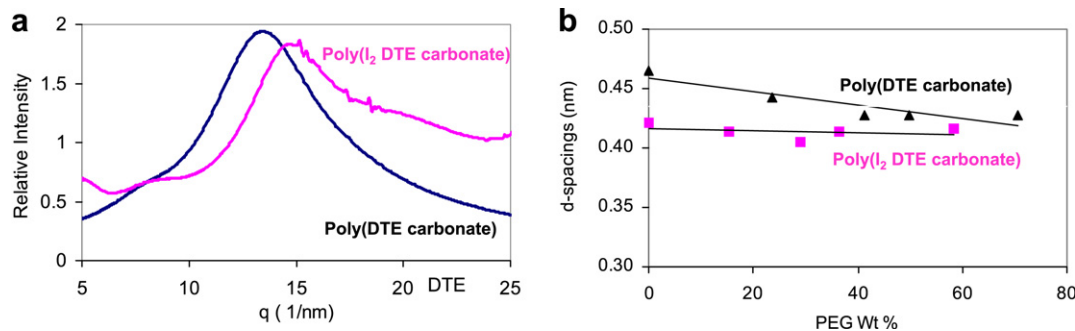 a
2
1.5
1
0.5
0
Relative Intensity
Poly(I₂ DTE carbonate)
Poly(DTE carbonate)
5 10 15 20 DTE 25
q ( 1/nm)
b
0.50
0.45
0.40
0.35
0.30
d-spacings (nm)
Poly(DTE carbonate)
Poly(I₂ DTE carbonate)
0 20 40 60 80
PEG Wt %